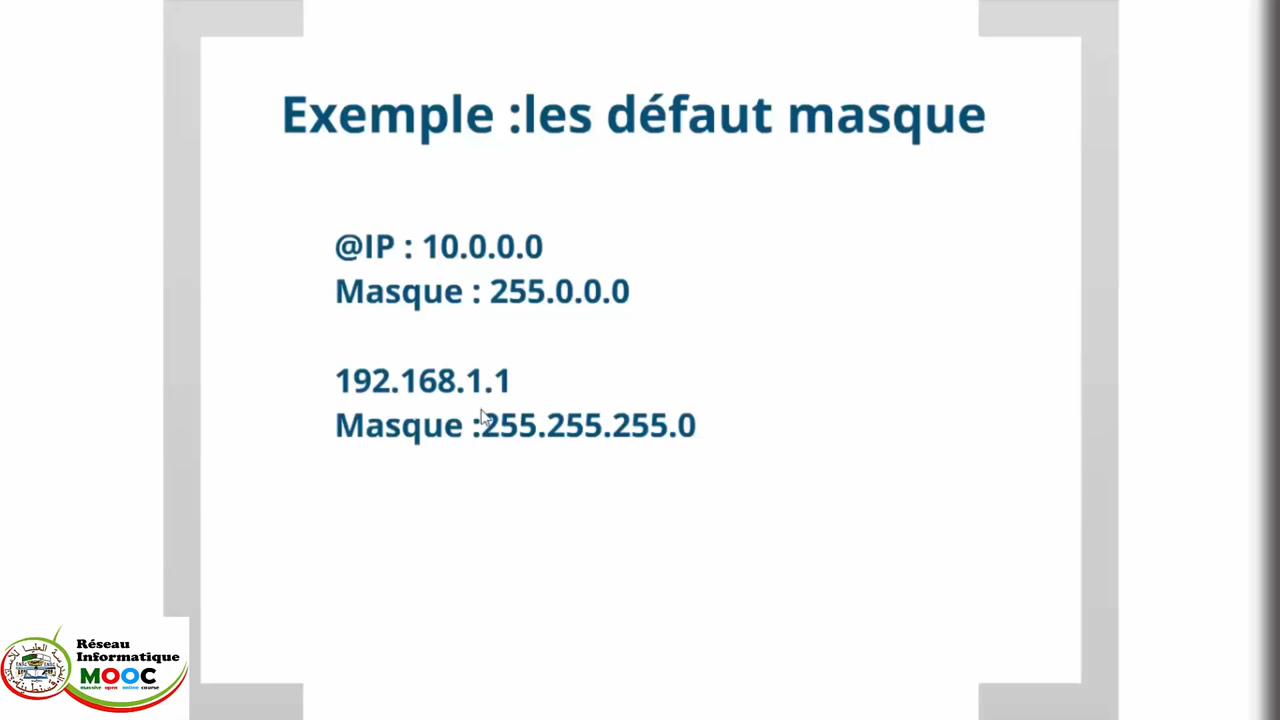 Exemple :les défaut masque
@IP : 10.0.0.0
Masque : 255.0.0.0
192.168.1.1
Masque :255.255.255.0
Réseau
Informatique
MOOC
massive open online course